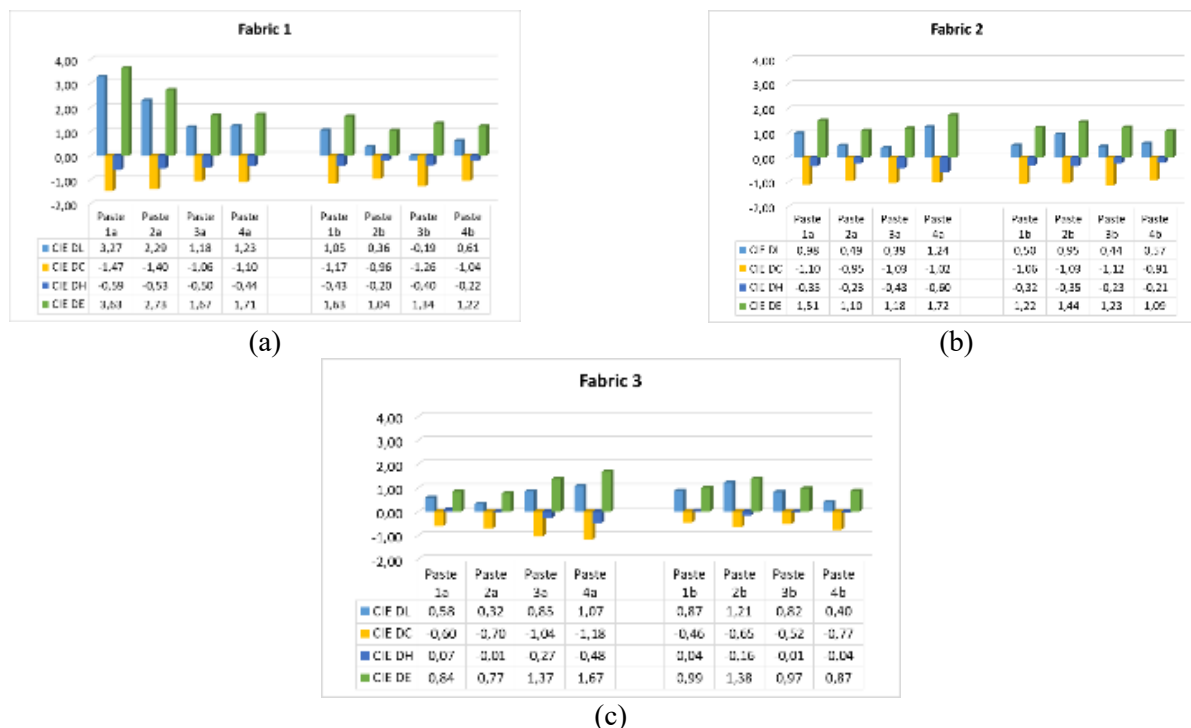 Fabric 1
4,00
3,00
2,00
1,00
0,00
-1,00
-2,00
Paste 1a Paste 2a Paste 3a Paste 4a Paste 1b Paste 2b Paste 3b Paste 4b
CIE DL 3,27 2,29 1,18 1,23 1,05 0,36 -0,19 0,61
CIE DC -1,47 -1,40 -1,06 -1,10 -1,17 -0,96 -1,26 -1,04
CIE DH -0,59 -0,53 -0,50 -0,44 -0,43 -0,20 -0,40 -0,22
CIE DE 3,63 2,73 1,67 1,71 1,63 1,04 1,34 1,22
(a)
Fabric 2
4,00
3,00
2,00
1,00
0,00
-1,00
-2,00
Paste 1a Paste 2a Paste 3a Paste 4a Paste 1b Paste 2b Paste 3b Paste 4b
CIE DL 0,98 0,49 0,39 1,24 0,50 0,95 0,44 0,57
CIE DC -1,10 -0,95 -1,03 -1,02 -1,06 -1,03 -1,12 -0,91
CIE DH -0,35 -0,23 -0,43 -0,60 -0,32 -0,35 -0,23 -0,21
CIE DE 1,51 1,10 1,18 1,72 1,22 1,44 1,23 1,09
(b)
Fabric 3
4,00
3,00
2,00
1,00
0,00
-1,00
-2,00
Paste 1a Paste 2a Paste 3a Paste 4a Paste 1b Paste 2b Paste 3b Paste 4b
CIE DL 0,58 0,32 0,85 1,07 0,87 1,21 0,82 0,40
CIE DC -0,60 -0,70 -1,04 -1,18 -0,46 -0,65 -0,52 -0,77
CIE DH 0,07 -0,01 -0,27 -0,48 0,04 -0,16 -0,01 -0,04
CIE DE 0,84 0,77 1,37 1,67 0,99 1,38 0,97 0,87
(c)